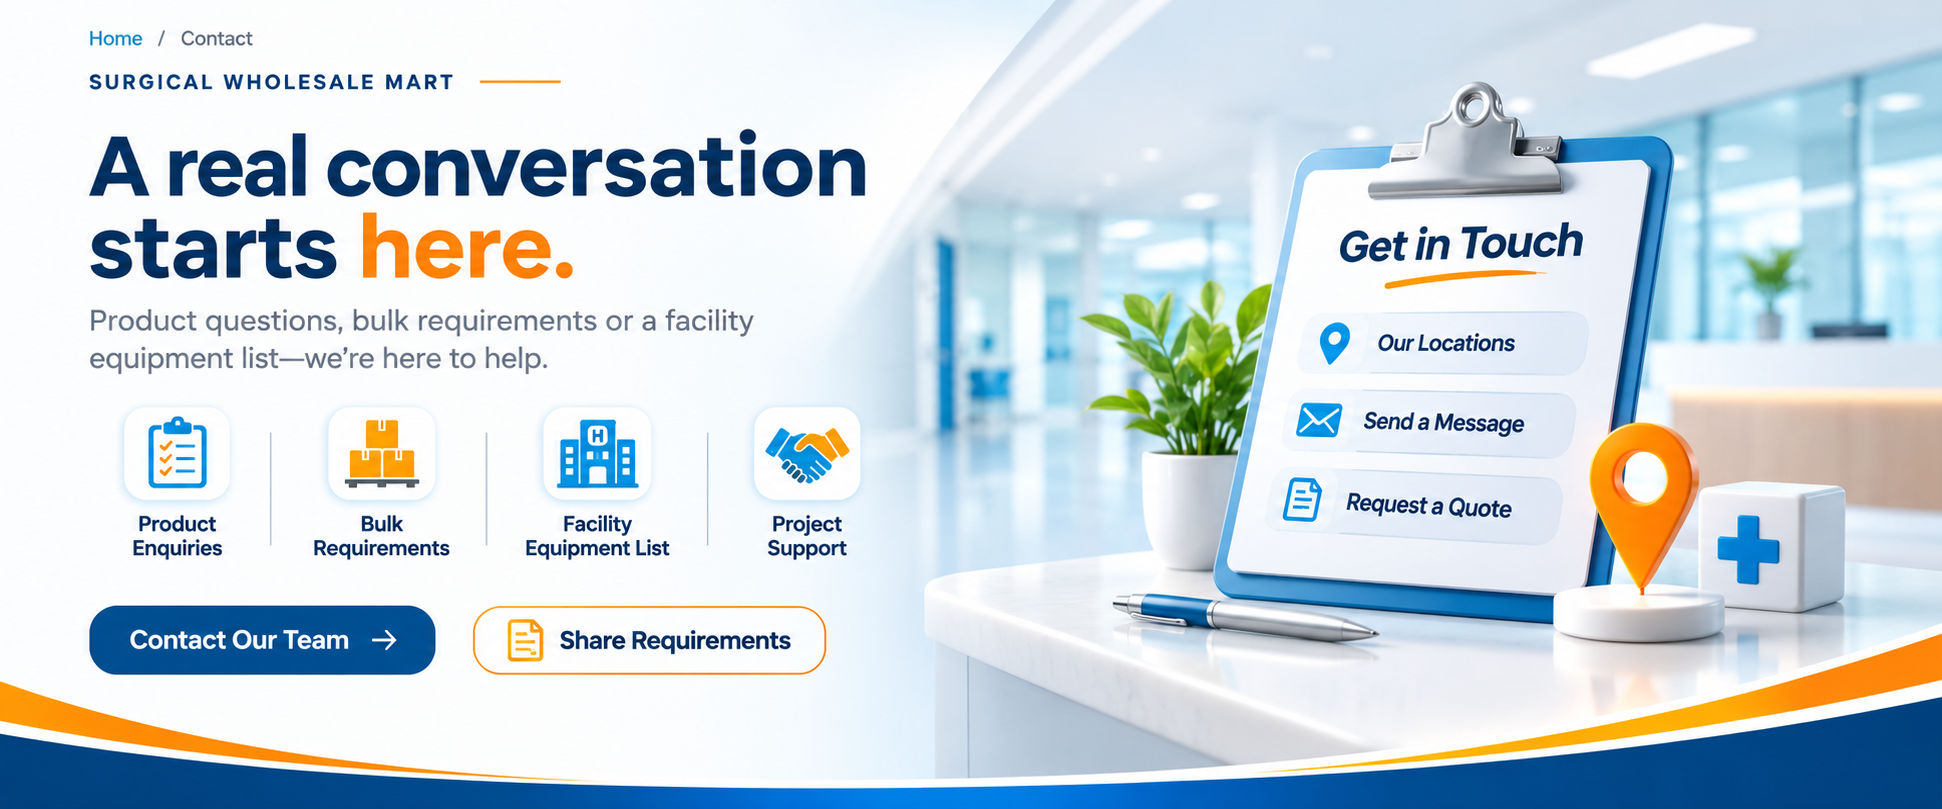 Home / Contact
SURGICAL WHOLESALE MART
A real conversation
starts here.
Product questions, bulk requirements or a facility
equipment list—we're here to help.
Product
Enquiries
Bulk
Requirements
H
Facility
Equipment List
Project
Support
Contact Our Team →
Share Requirements
Get in Touch
Our Locations
Send a Message
Request a Quote